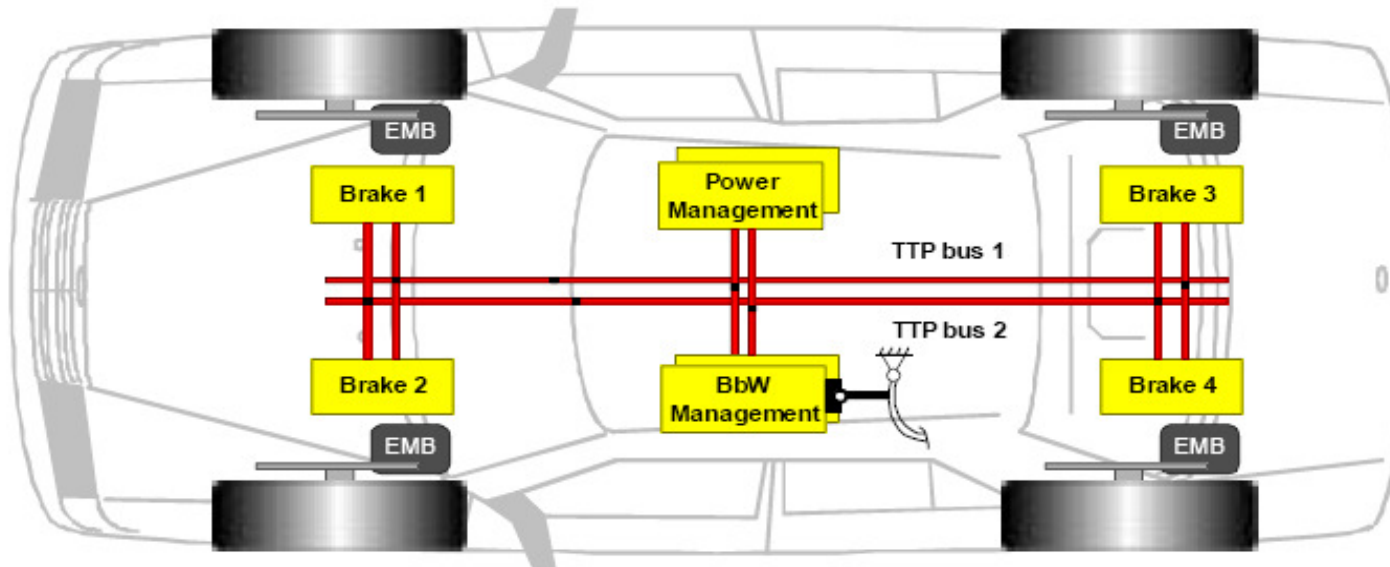 EMB
EMB
Brake 1
Power
Management
Brake 3
TTP bus 1
TTP bus 2
Brake 2
BbW
Management
Brake 4
EMB
EMB